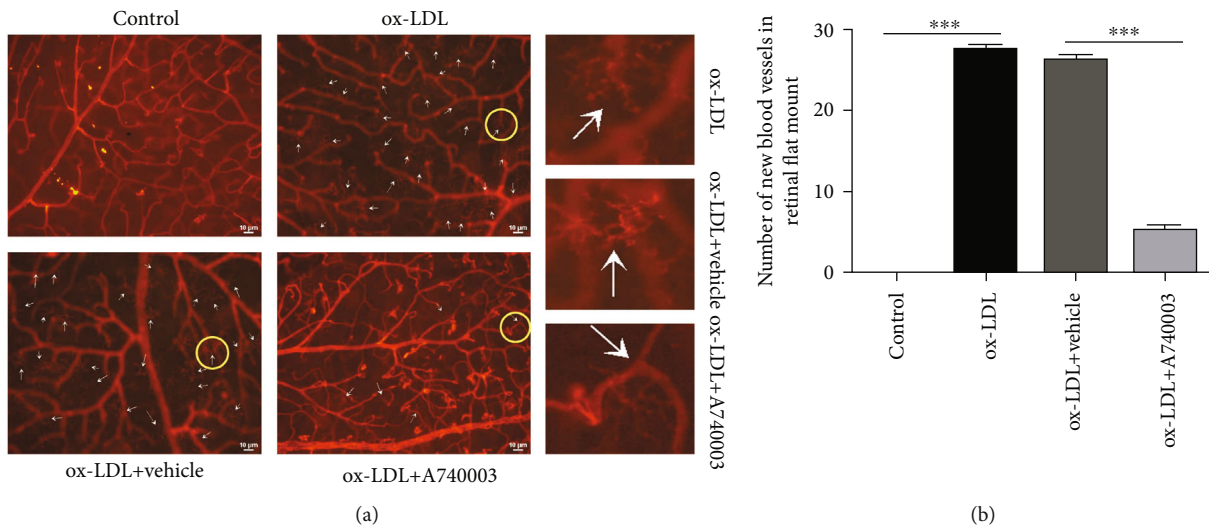 Control
ox-LDL
10 µm
10 µm
ox-LDL
ox-LDL+vehicle
ox-LDL+A740003
10 µm
10 µm
ox-LDL+vehicle
ox-LDL+A740003
(a)
Number of new blood vessels in
retinal flat mount
30
20
10
0
***
***
Control
ox-LDL
ox-LDL+vehicle
ox-LDL+A740003
(b)